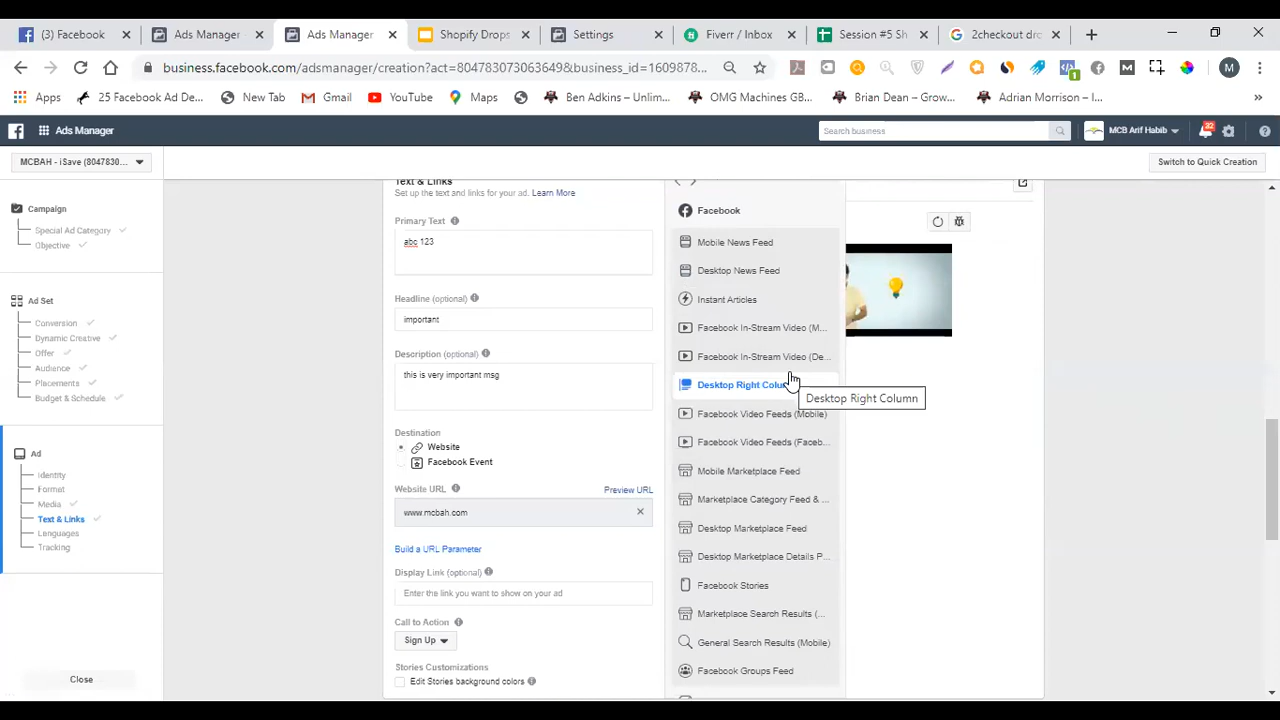 (3) Facebook
Ads Manager
Ads Manager
Shopify Drops
Settings
Fiverr / Inbox
Session #5 Sh
2checkout dro
business.facebook.com/adsmanager/creation?act=804783073063649&business_id=1609878...
M
Apps
25 Facebook Ad De...
New Tab
Gmail
YouTube
Maps
Ben Adkins – Unlim...
OMG Machines GB...
Brian Dean – Grow...
Adrian Morrison – I...
Ads Manager
Search business
MCB Arif Habib
32
MCBAH - iSave (8047830...
Switch to Quick Creation
Campaign
Special Ad Category
Objective
Ad Set
Conversion
Dynamic Creative
Offer
Audience
Placements
Budget & Schedule
Ad
Identity
Format
Media
Text & Links
Languages
Tracking
Close
Text & Links
Set up the text and links for your ad. Learn More
Primary Text
abc 123
Headline (optional)
important
Description (optional)
this is very important msg
Destination
Website
Facebook Event
Website URL
Preview URL
www.mcbah.com
Build a URL Parameter
Display Link (optional)
Enter the link you want to show on your ad
Call to Action
Sign Up
Stories Customizations
Edit Stories background colors
Facebook
Mobile News Feed
Desktop News Feed
Instant Articles
Facebook In-Stream Video (M...
Facebook In-Stream Video (De...
Desktop Right Colu
Desktop Right Column
Facebook Video Feeds (Mobile)
Facebook Video Feeds (Faceb...
Mobile Marketplace Feed
Marketplace Category Feed & ...
Desktop Marketplace Feed
Desktop Marketplace Details P...
Facebook Stories
Marketplace Search Results (...
General Search Results (Mobile)
Facebook Groups Feed